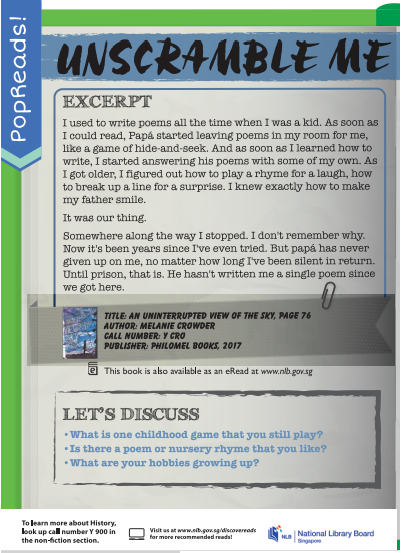 PopReads!
UNSCRAMBLE ME
EXCERPT
I used to write poems all the time when I was a kid. As soon as
I could read, Papá started leaving poems in my room for me,
like a game of hide-and-seek. And as soon as I learned how to
write, I started answering his poems with some of my own. As
I got older, I figured out how to play a rhyme for a laugh, how
to break up a line for a surprise. I knew exactly how to make
my father smile.
It was our thing.
Somewhere along the way I stopped. I don't remember why.
Now it's been years since I've even tried. But papá has never
given up on me, no matter how long I've been silent in return.
Until prison, that is. He hasn't written me a single poem since
we got here.
TITLE: AN UNINTERRUPTED VIEW OF THE SKY, PAGE 76
AUTHOR: MELANIE CROWDER
CALL NUMBER: Y CRO
PUBLISHER: PHILOMEL BOOKS, 2017
This book is also available as an eRead at www.nlb.gov.sg
LET'S DISCUSS
•What is one childhood game that you still play?
•Is there a poem or nursery rhyme that you like?
•What are your hobbies growing up?
To learn more about History,
look up call number Y 900 in
the non-fiction section.
Visit us at www.nlb.gov.sg/discovereads
for more recommended reads!
NLB National Library Board
Singapore